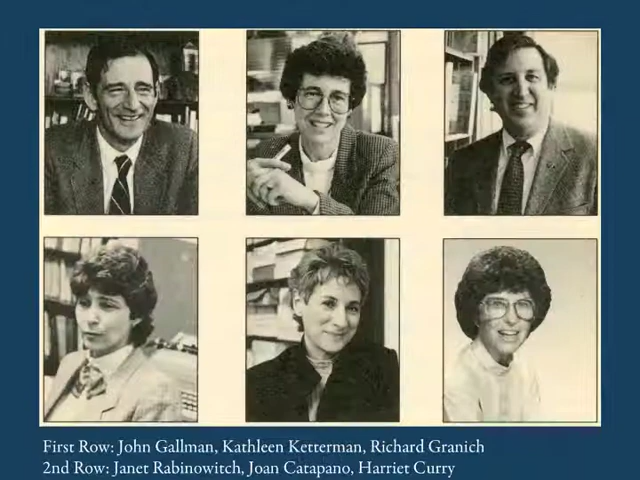 First Row: John Gallman, Kathleen Ketterman, Richard Granich
2nd Row: Janet Rabinowitch, Joan Catapano, Harriet Curry